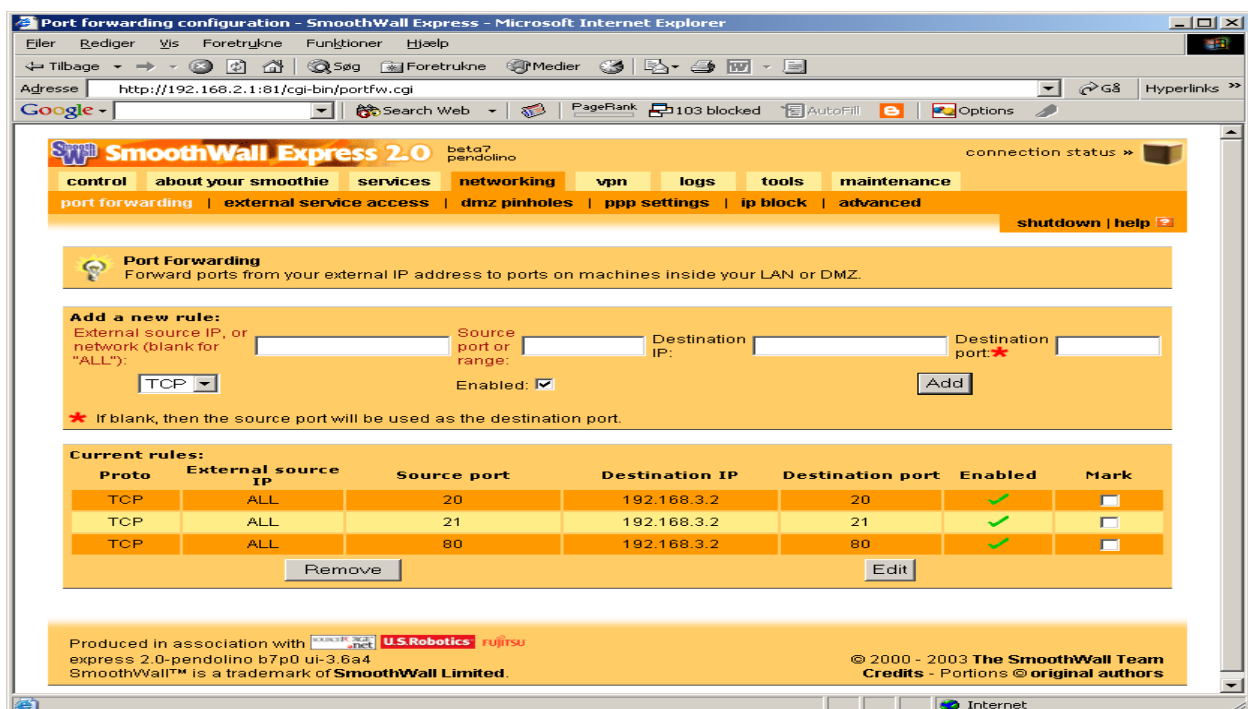 Port forwarding configuration - SmoothWall Express - Microsoft Internet Explorer
Filer Rediger Vis Foretrukne Funktioner Hjælp
Tilbage Søg Foretrukne Medier
Adresse http://192.168.2.1:81/cgi-bin/portfw.cgi Gå Hyperlinks »
Google Search Web PageRank 103 blocked AutoFill Options
Smooth Wall SmoothWall Express 2.0 beta7 pendolino connection status »
control about your smoothie services networking vpn logs tools maintenance
port forwarding | external service access | dmz pinholes | ppp settings | ip block | advanced
shutdown | help
Port Forwarding
Forward ports from your external IP address to ports on machines inside your LAN or DMZ.
Add a new rule:
External source IP, or network (blank for "ALL"): Source port or range: Destination IP: Destination port:*
TCP Enabled: Add
* If blank, then the source port will be used as the destination port.
Current rules:
Proto External source IP Source port Destination IP Destination port Enabled Mark
TCP ALL 20 192.168.3.2 20
TCP ALL 21 192.168.3.2 21
TCP ALL 80 192.168.3.2 80
Remove Edit
Produced in association with .net U.S.Robotics FUJITSU
express 2.0-pendolino b7p0 ui-3.6a4 © 2000 - 2003 The SmoothWall Team
SmoothWall™ is a trademark of SmoothWall Limited. Credits - Portions © original authors
Internet